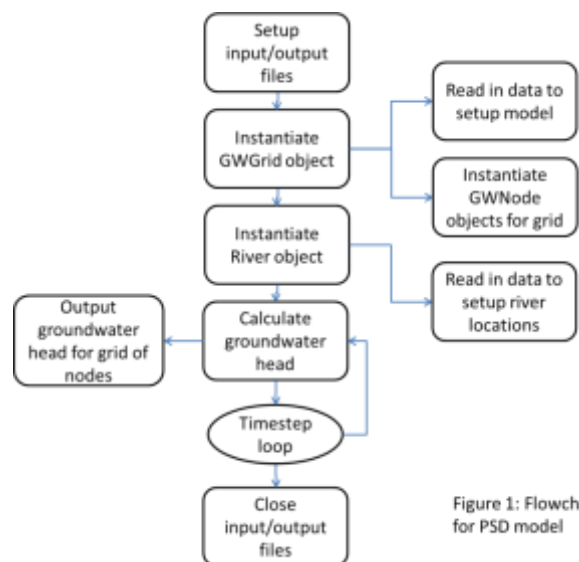 Setup
input/output
files
Read in data to
setup model
Instantiate
GWGrid object
Instantiate
GWNode
objects for grid
Instantiate
River object
Read in data to
setup river
locations
Output
groundwater
head for grid of
nodes
Calculate
groundwater
head
Timestep
loop
Close
input/output
files
Figure 1: Flowch
for PSD model